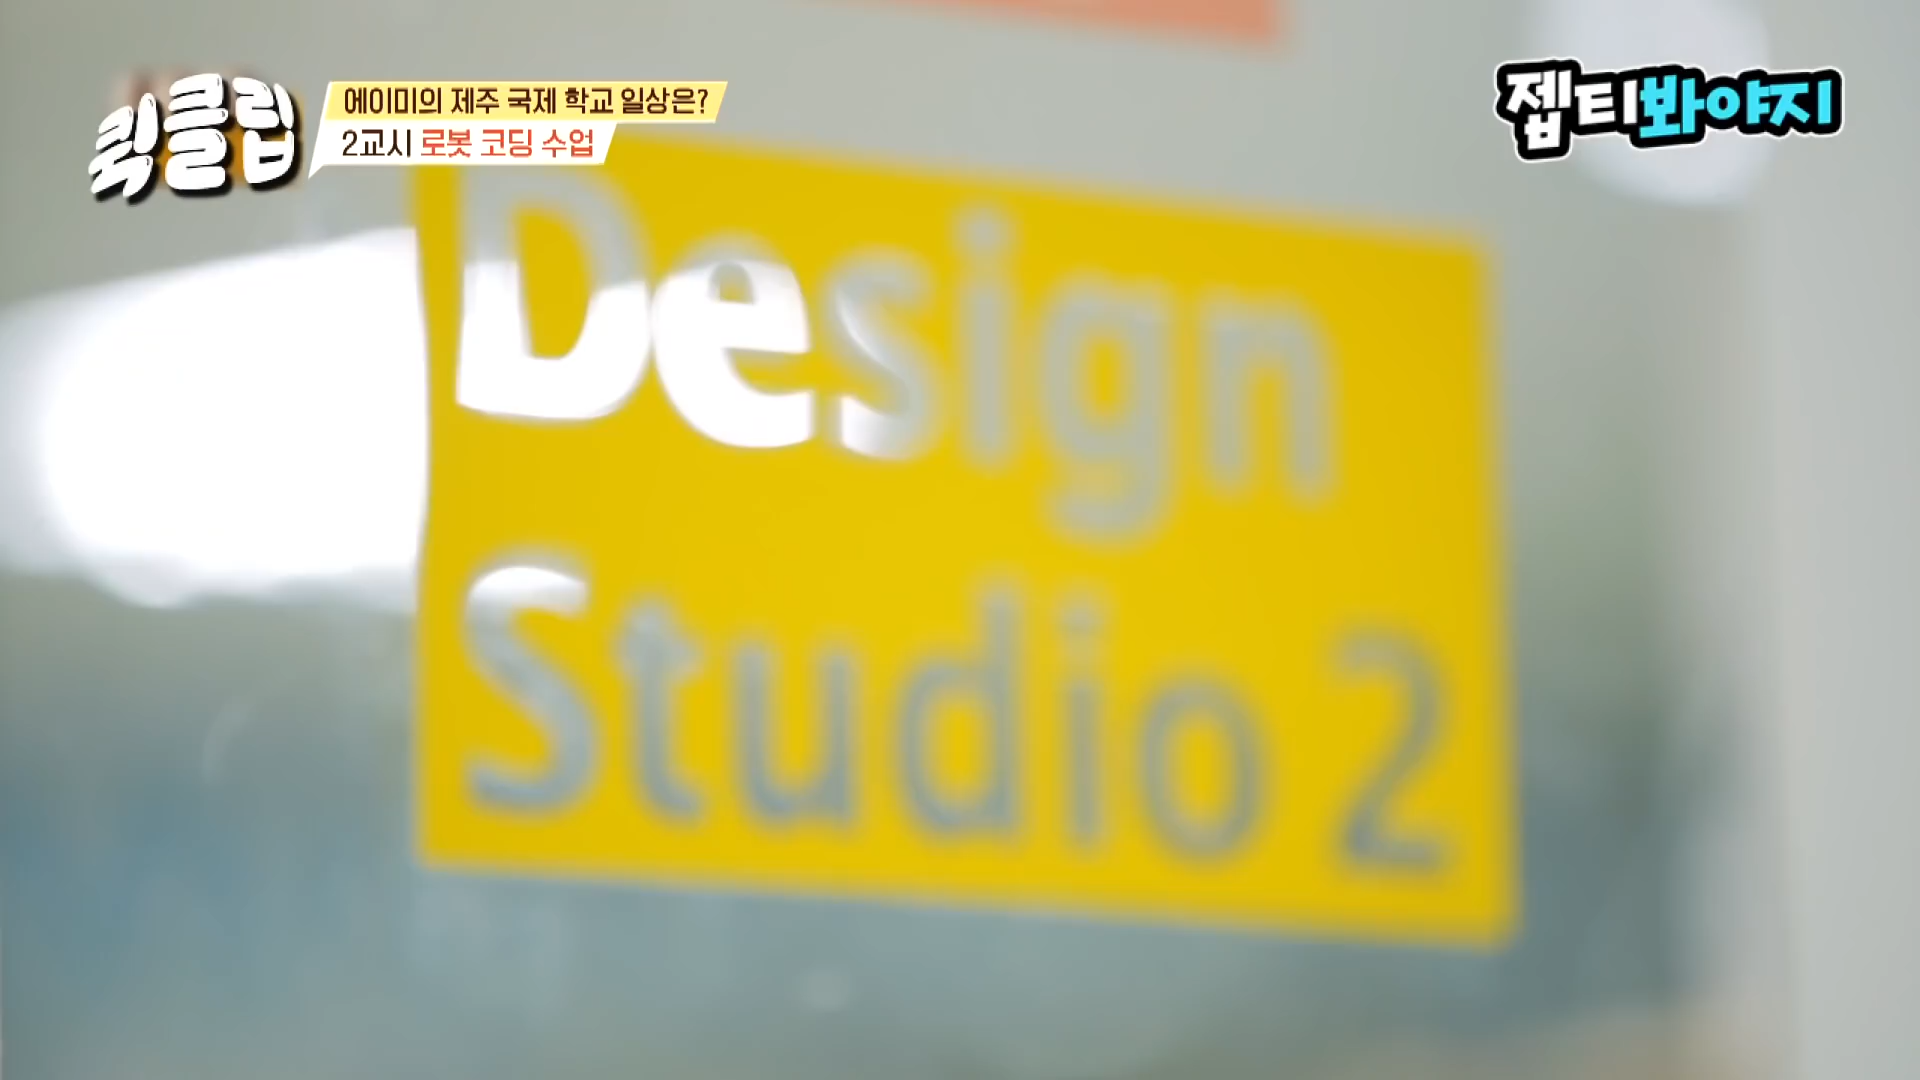 퀵클립
에이미의 제주 국제 학교 일상은?
2교시 로봇 코딩 수업
젭티봐야지
Design
Studio 2